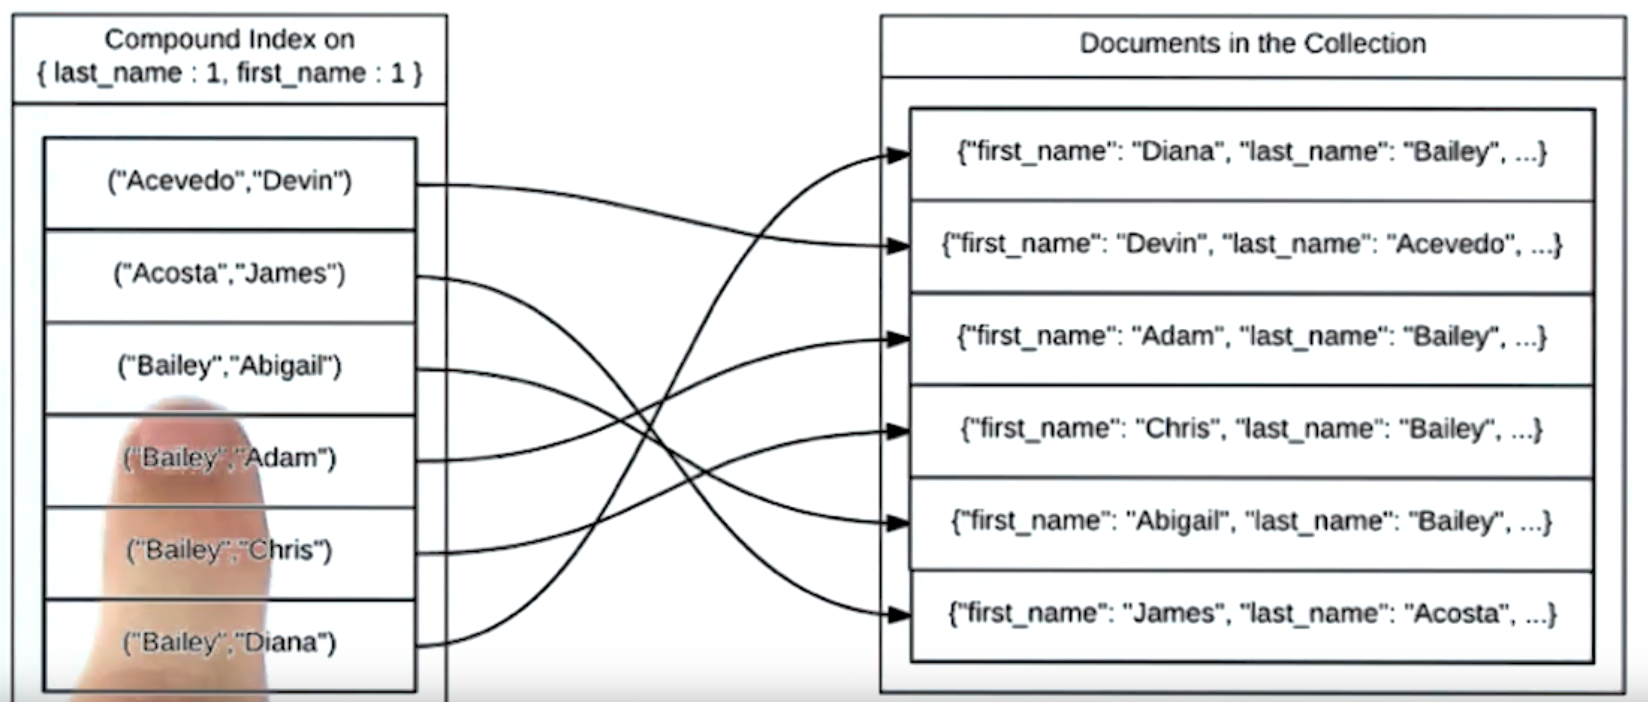 Compound Index on
{ last_name : 1, first_name : 1 }
("Acevedo","Devin")
("Acosta","James")
("Bailey","Abigail")
("Bailey","Adam")
("Bailey","Chris")
("Bailey","Diana")
Documents in the Collection
{"first_name": "Diana", "last_name": "Bailey", ...}
{"first_name": "Devin", "last_name": "Acevedo", ...}
{"first_name": "Adam", "last_name": "Bailey", ...}
{"first_name": "Chris", "last_name": "Bailey", ...}
{"first_name": "Abigail", "last_name": "Bailey", ...}
{"first_name": "James", "last_name": "Acosta", ...}